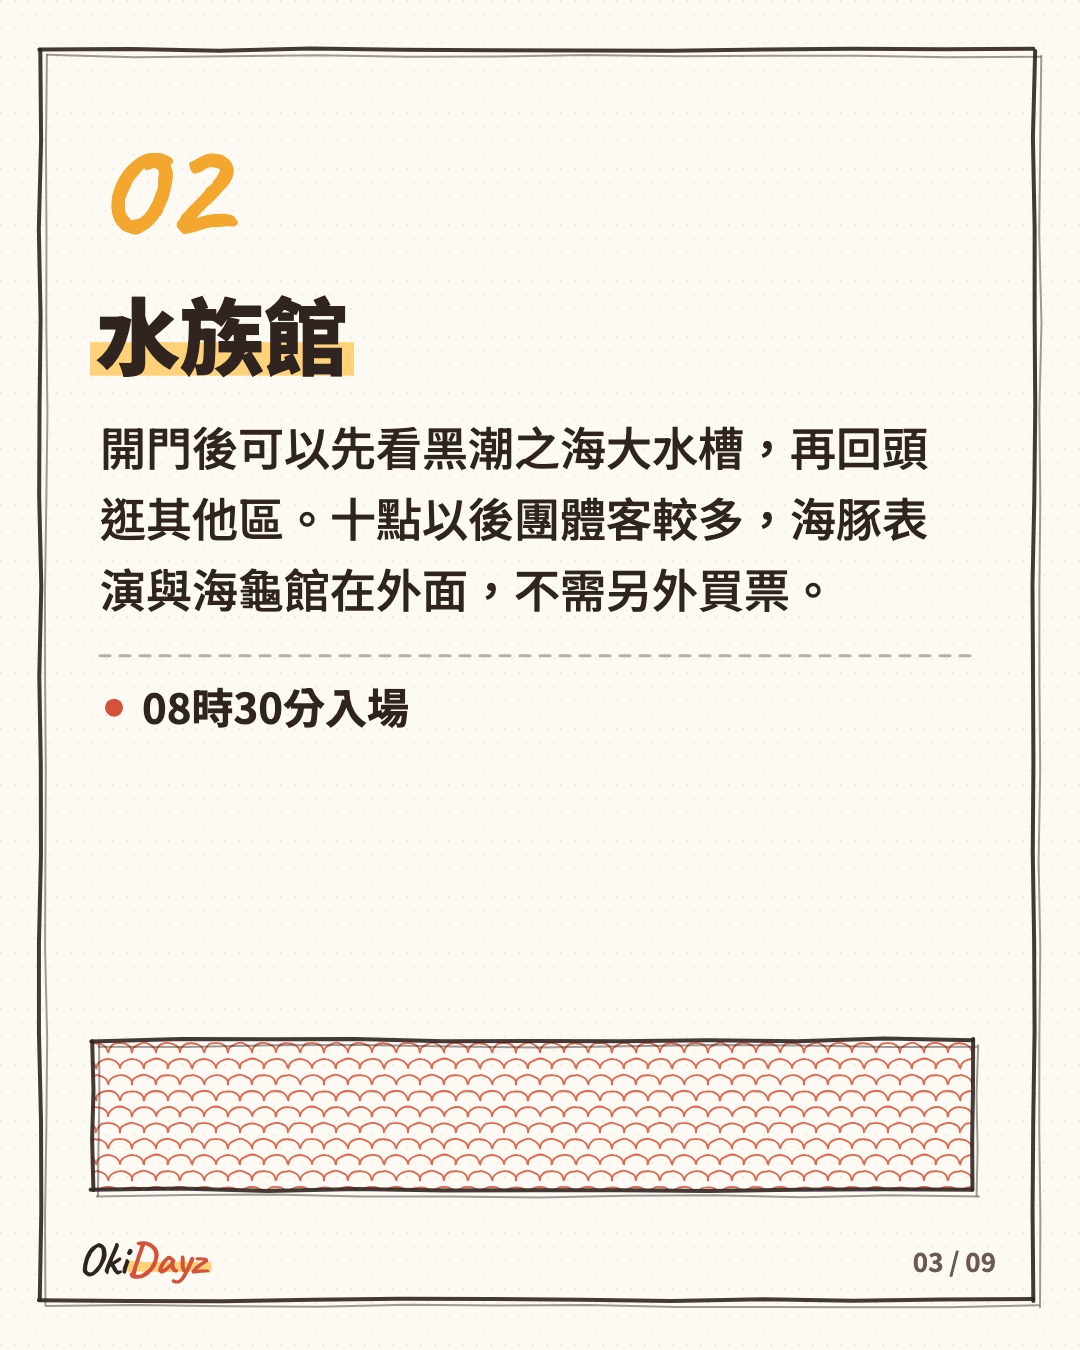 02
水族館
開門後可以先看黑潮之海大水槽，再回頭
逛其他區。十點以後團體客較多，海豚表
演與海龜館在外面，不需另外買票。
08時30分入場
OkiDayz
03 / 09